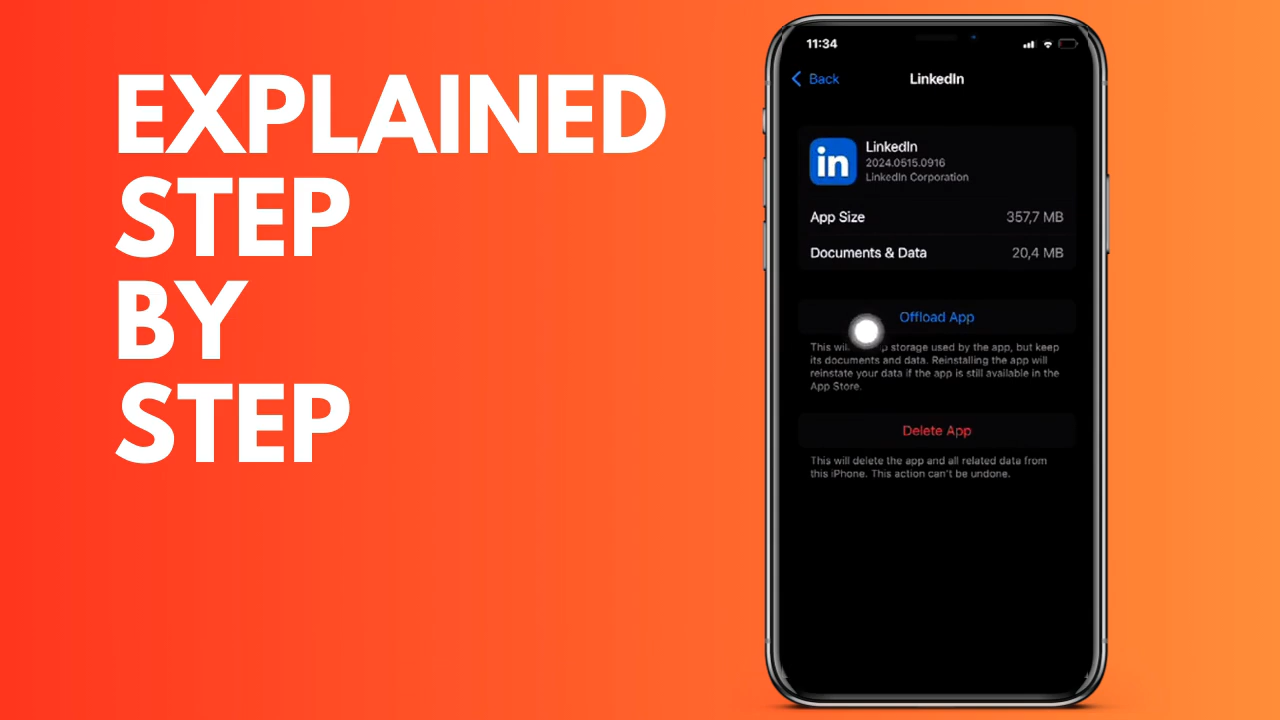 EXPLAINED
STEP
BY
STEP
11:34
Back
LinkedIn
in
LinkedIn
2024.0515.0916
LinkedIn Corporation
App Size 357,7 MB
Documents & Data 20,4 MB
Offload App
This storage used by the app, but keep
its documents and data. Reinstalling the app will
reinstate your data if the app is still available in the
App Store.
Delete App
This will delete the app and all related data from
this iPhone. This action can't be undone.